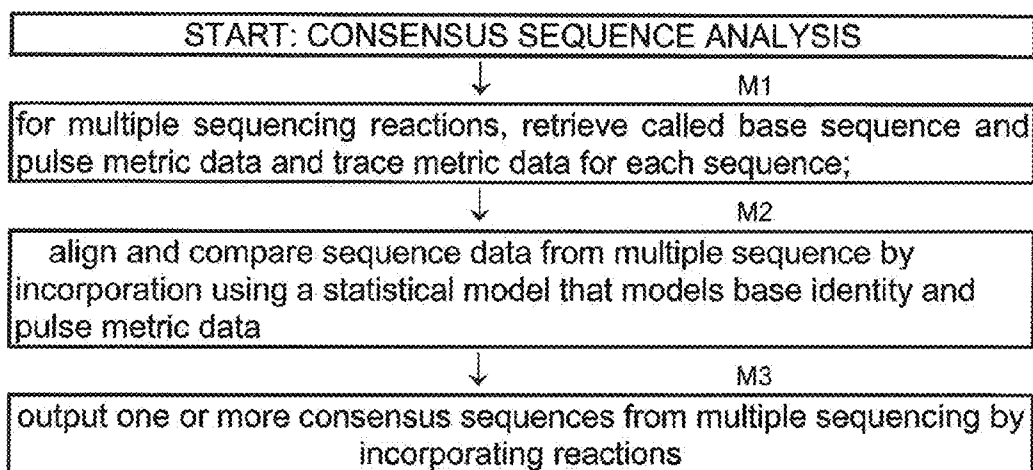 START: CONSENSUS SEQUENCE ANALYSIS
M1
for multiple sequencing reactions, retrieve called base sequence and
pulse metric data and trace metric data for each sequence;
M2
align and compare sequence data from multiple sequence by
incorporation using a statistical model that models base identity and
pulse metric data
M3
output one or more consensus sequences from multiple sequencing by
incorporating reactions